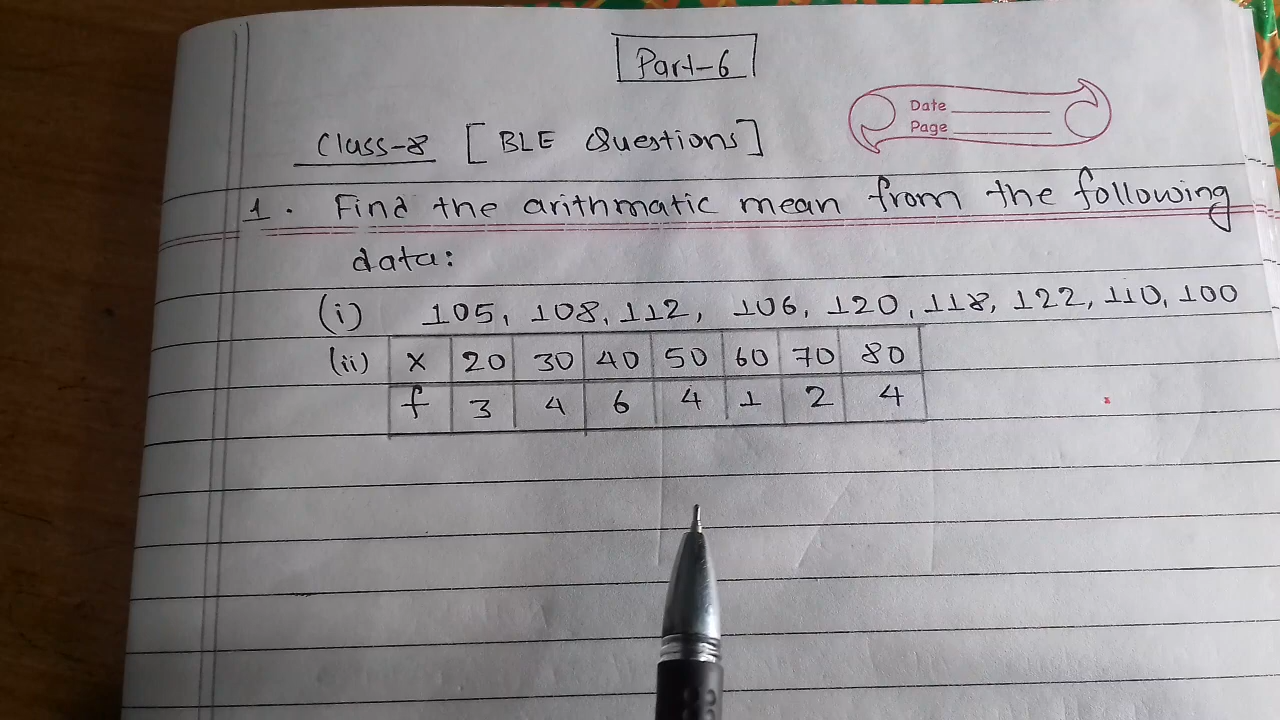 Part-6
Date
Page
Class-8 [BLE Questions]
1. Find the arithmatic mean from the following
data:
(i) 105, 108, 112, 106, 120, 118, 122, 110, 100
(ii) x 20 30 40 50 60 70 80
f 3 4 6 4 1 2 4